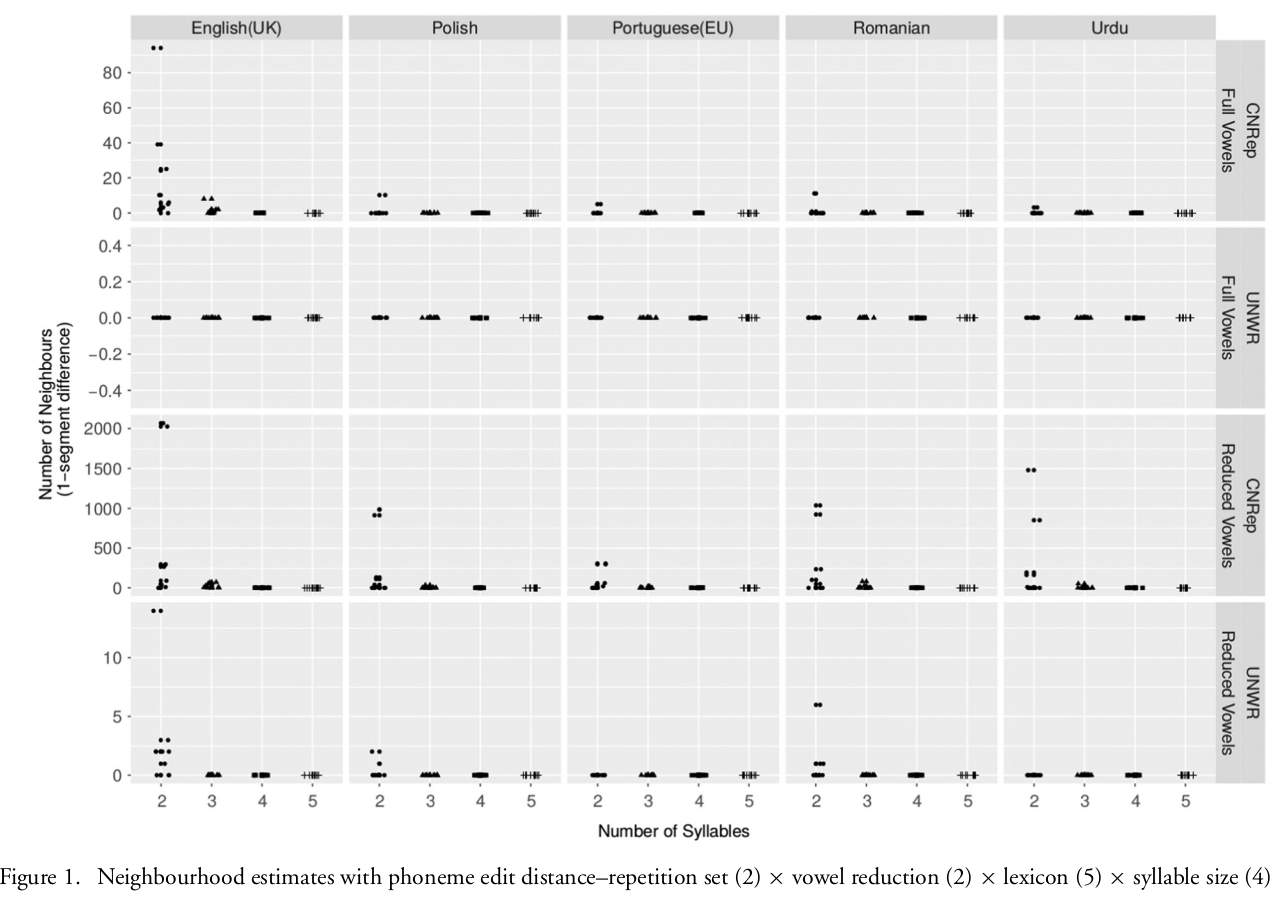 English(UK) Polish Portuguese(EU) Romanian Urdu
80
60
40
20
0
CNRep
Full Vowels
0.4
0.2
0.0
−0.2
−0.4
UNWR
Full Vowels
Number of Neighbours
(1−segment difference)
2000
1500
1000
500
0
CNRep
Reduced Vowels
10
5
0
UNWR
Reduced Vowels
2 3 4 5 2 3 4 5 2 3 4 5 2 3 4 5 2 3 4 5
Number of Syllables
Figure 1. Neighbourhood estimates with phoneme edit distance–repetition set (2) × vowel reduction (2) × lexicon (5) × syllable size (4)